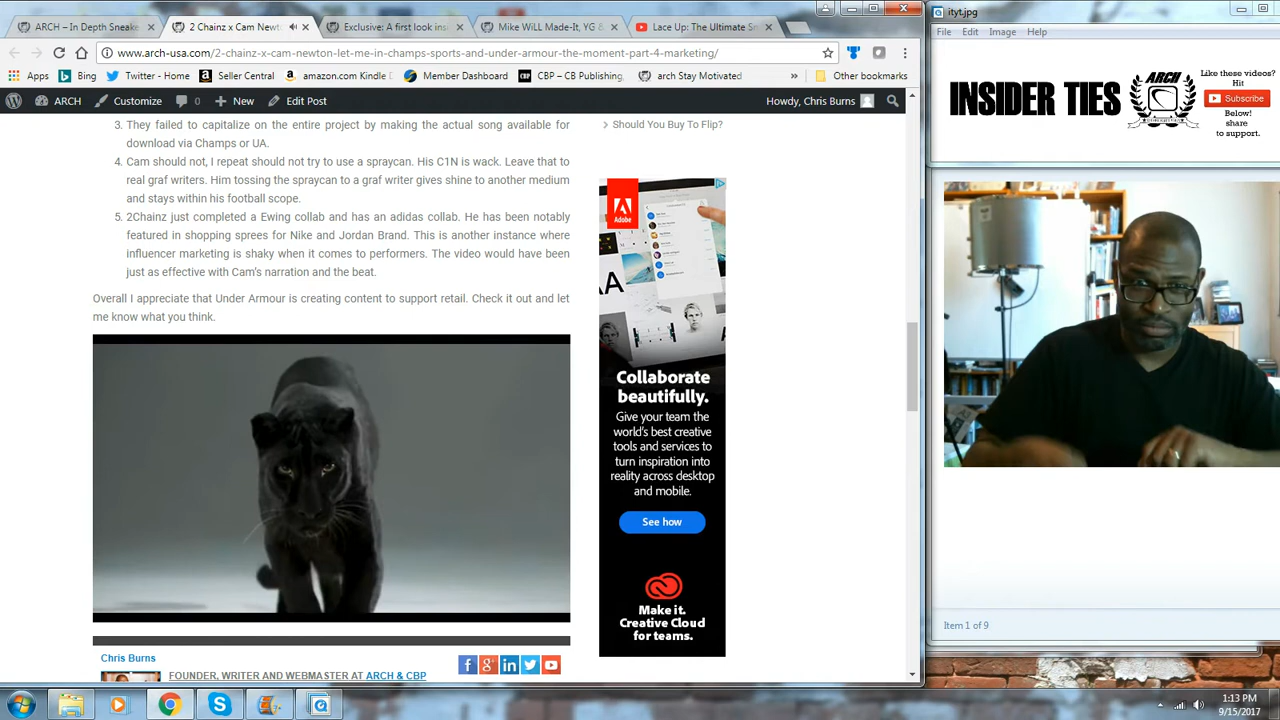 ARCH – In Depth Sneake
2 Chainz - Cam Newt
Exclusive: A first look insi
Mike WiLL Made-It, YG &
Lace Up: The Ultimate Sn
www.arch-usa.com/2-chainz-x-cam-newton-let-me-in-champs-sports-and-under-armour-the-moment-part-4-marketing/
Apps
Bing
Twitter - Home
Seller Central
amazon.com Kindle
Member Dashboard
CBP – CB Publishing,
arch Stay Motivated
»
Other bookmarks
ARCH
Customize
0
New
Edit Post
Howdy, Chris Burns
3. They failed to capitalize on the entire project by making the actual song available for
download via Champs or UA.
4. Cam should not, I repeat should not try to use a spraycan. His C1N is wack. Leave that to
real graf writers. Him tossing the spraycan to a graf writer gives shine to another medium
and stays within his football scope.
5. 2Chainz just completed a Ewing collab and has an adidas collab. He has been notably
featured in shopping sprees for Nike and Jordan Brand. This is another instance where
influencer marketing is shaky when it comes to performers. The video would have been
just as effective with Cam's narration and the beat.
Overall I appreciate that Under Armour is creating content to support retail. Check it out and let
me know what you think.
Chris Burns
FOUNDER, WRITER AND WEBMASTER AT ARCH & CBP
> Should You Buy To Flip?
Adobe
Collaborate
beautifully.
Give your team the
world's best creative
tools and services to
turn inspiration into
reality across desktop
and mobile.
See how
Make it.
Creative Cloud
for teams.
ityt.jpg
File
Edit
Image
Help
INSIDER TIES
ARCH
Like these videos?
Hit
Subscribe
Below!
share
to support.
Item 1 of 9
1:13 PM
9/15/2017